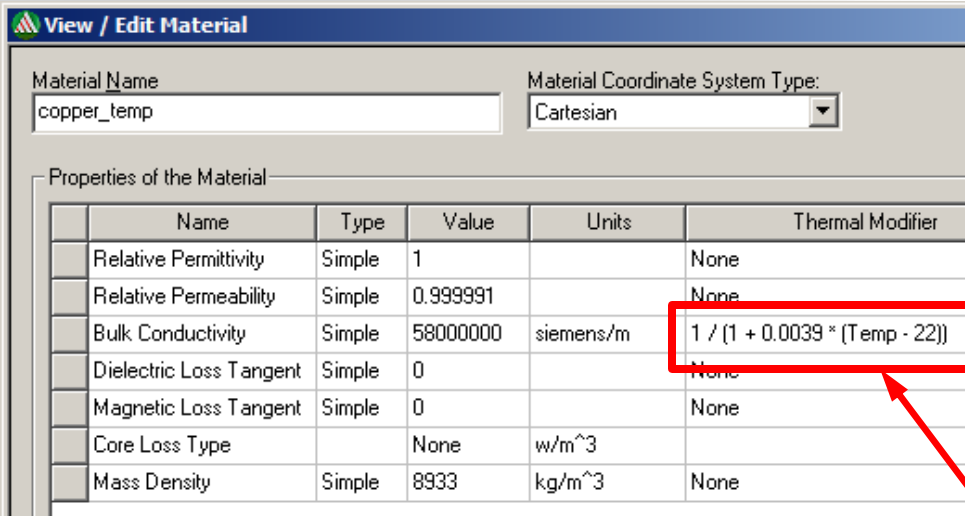 View / Edit Material
Material Name Material Coordinate System Type:
copper_temp Cartesian
Properties of the Material
Name Type Value Units Thermal Modifier
Relative Permittivity Simple 1 None
Relative Permeability Simple 0.999991 None
Bulk Conductivity Simple 58000000 siemens/m 1 / (1 + 0.0039 * (Temp - 22))
Dielectric Loss Tangent Simple 0 None
Magnetic Loss Tangent Simple 0 None
Core Loss Type None w/m^3
Mass Density Simple 8933 kg/m^3 None